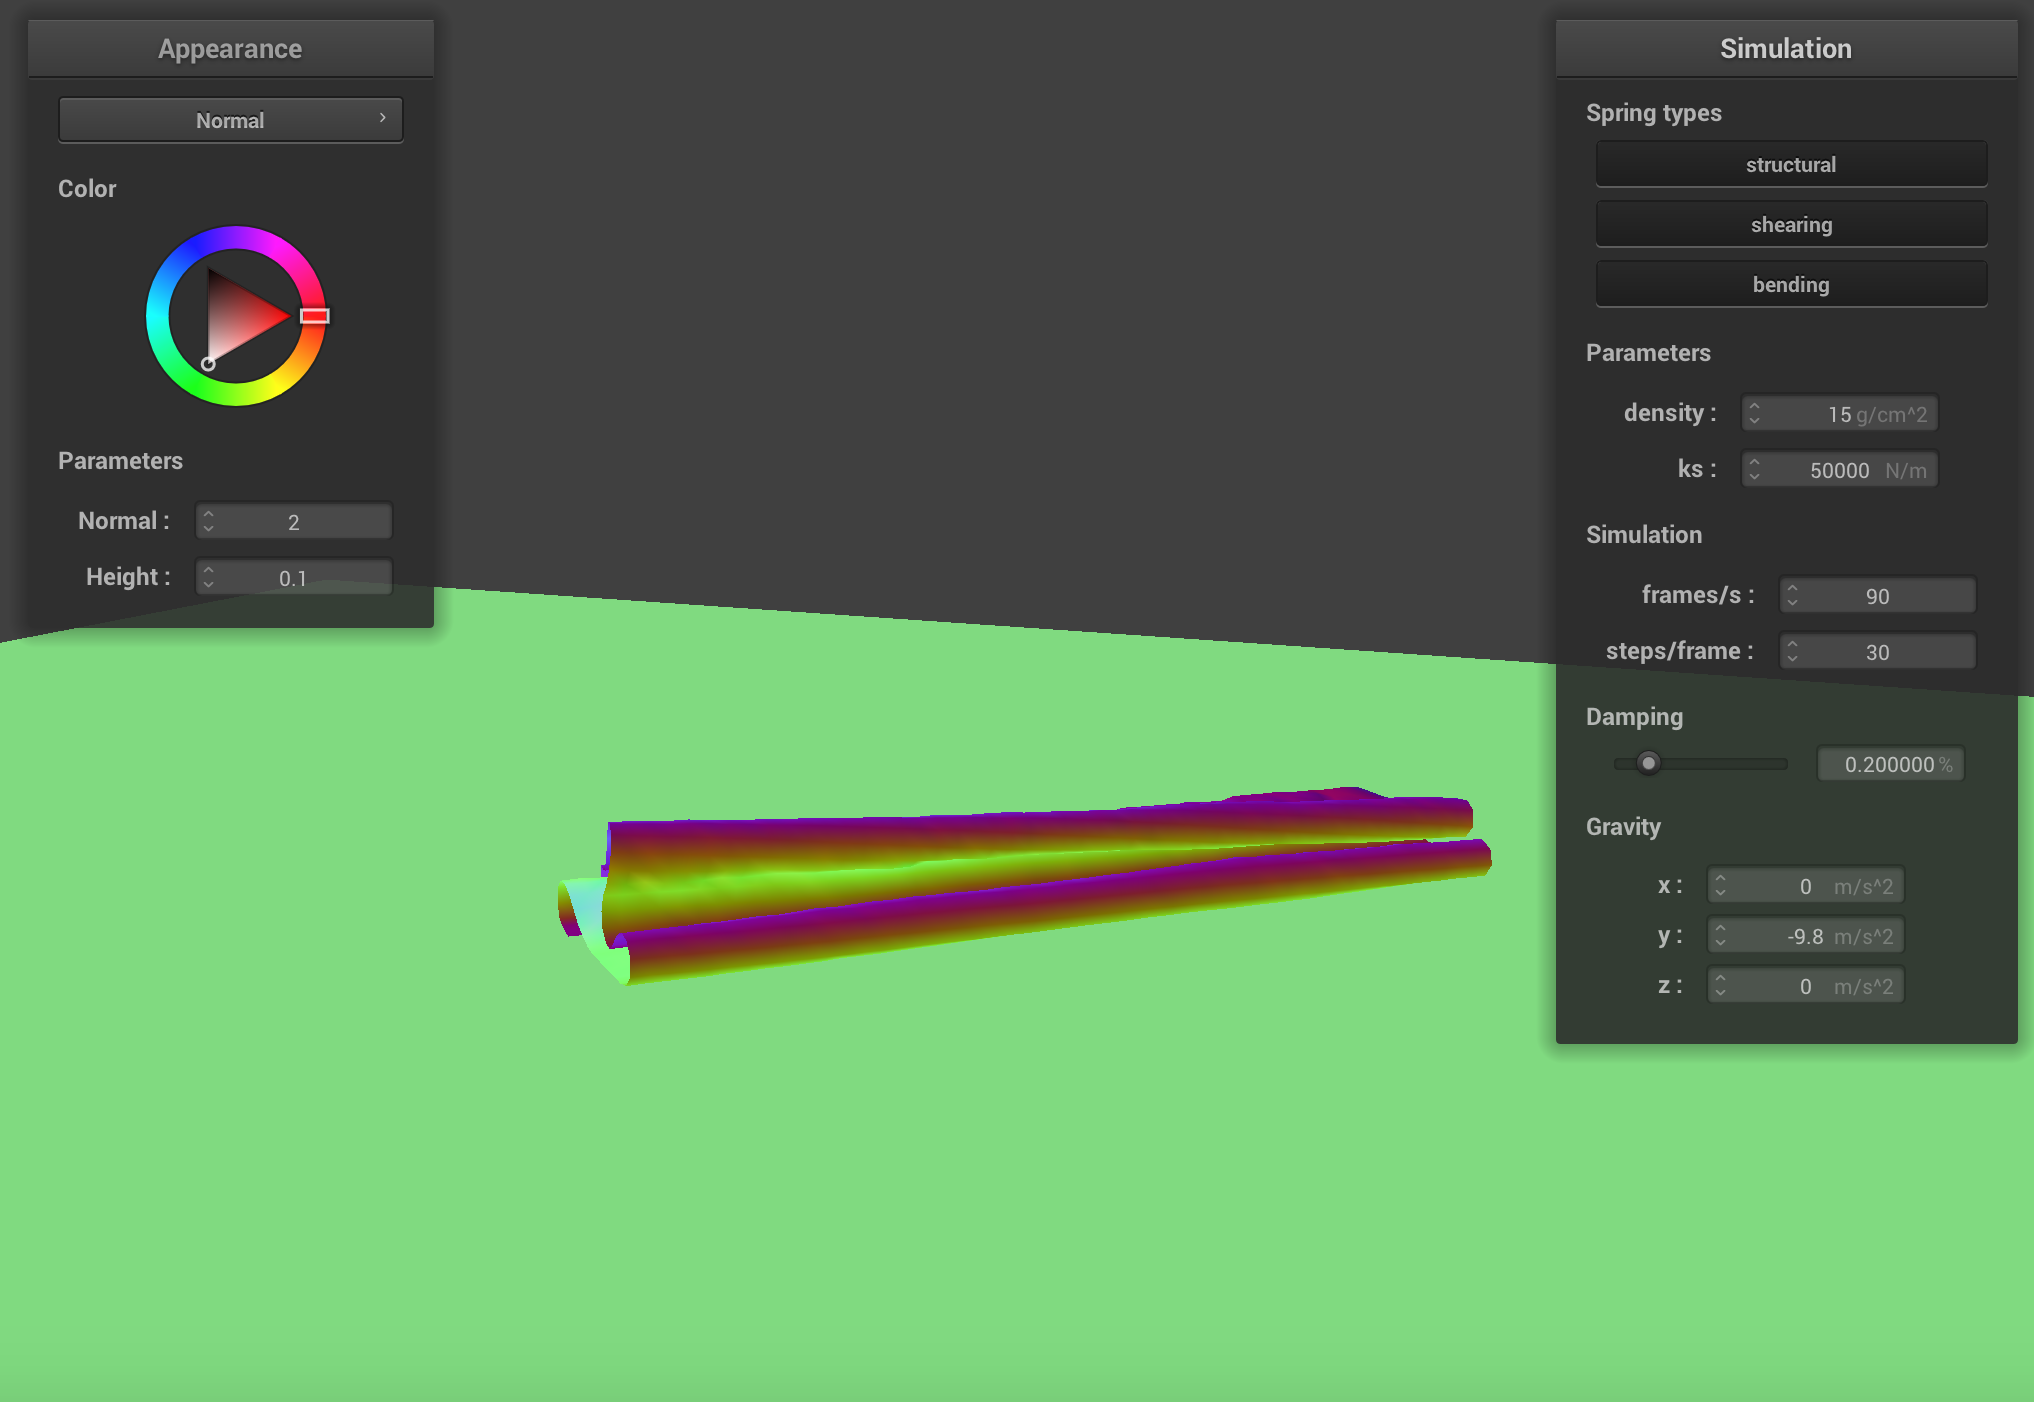 Appearance
Normal ›
Color
Parameters
Normal : 2
Height : 0.1
Simulation
Spring types
structural
shearing
bending
Parameters
density : 15 g/cm^2
ks : 50000 N/m
Simulation
frames/s : 90
steps/frame : 30
Damping
0.200000 %
Gravity
x : 0 m/s^2
y : -9.8 m/s^2
z : 0 m/s^2